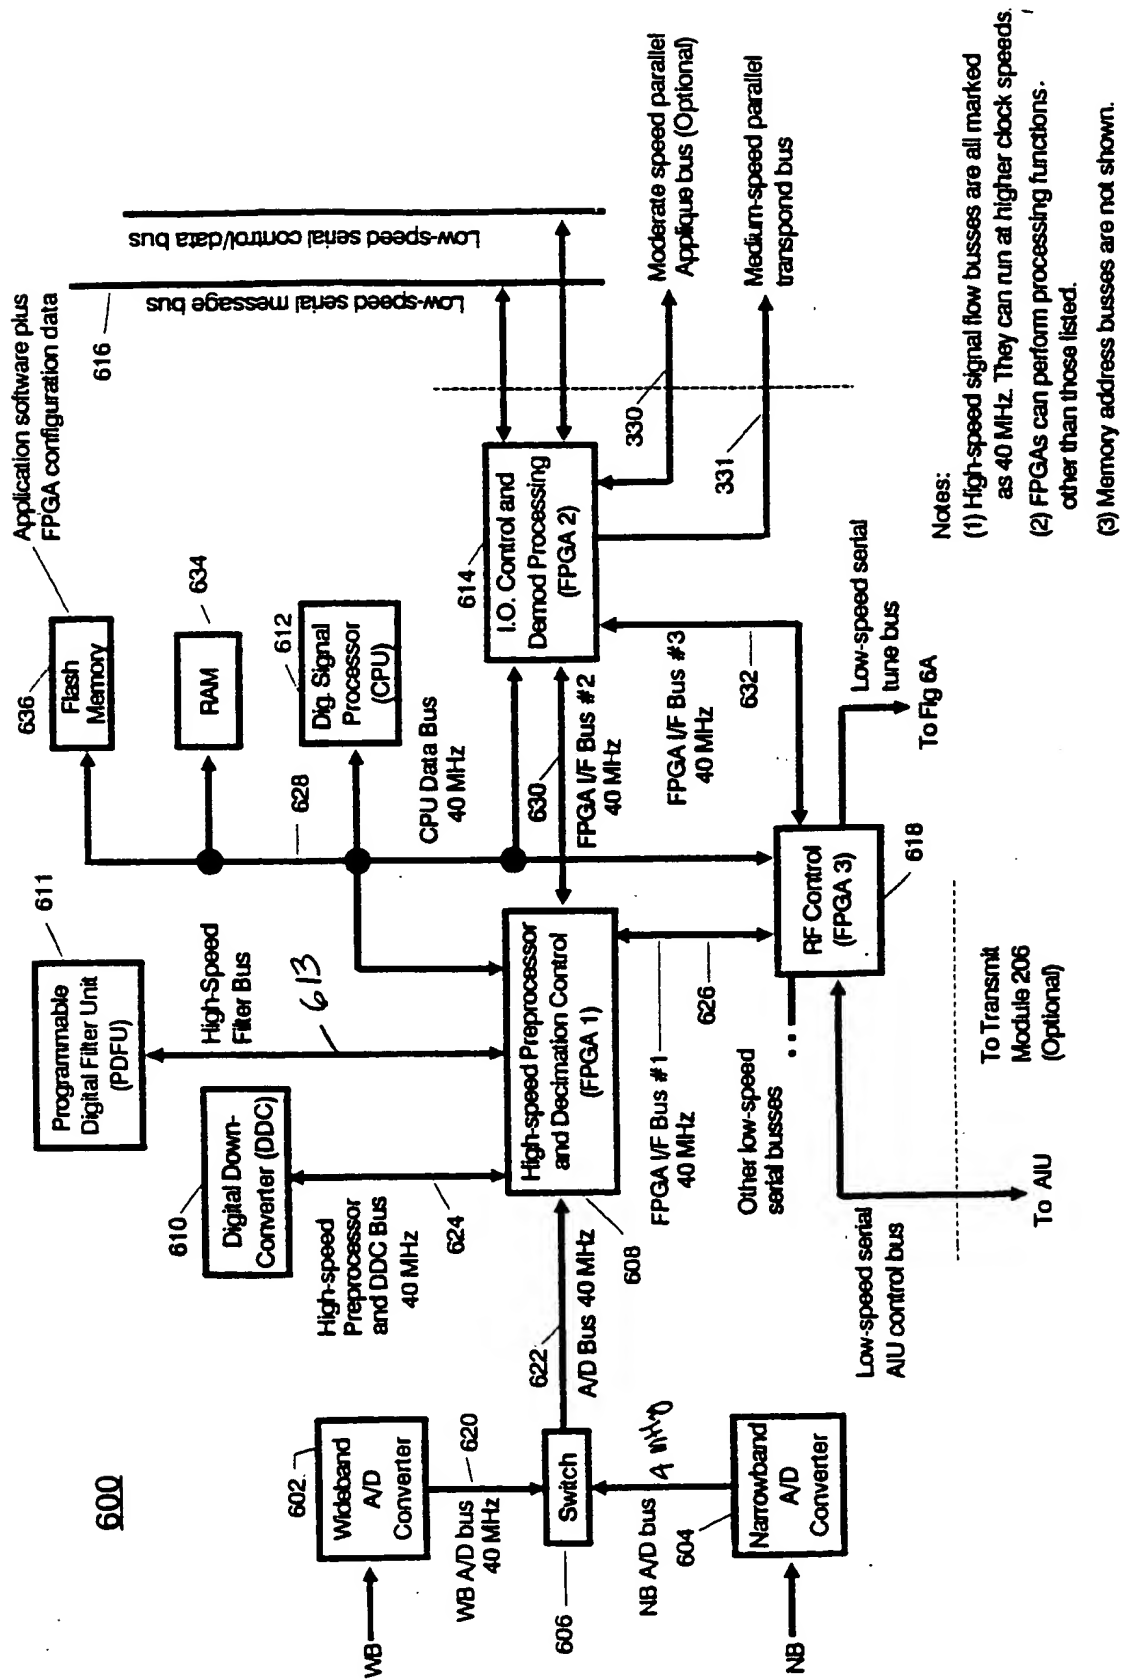 600
WB
602
Wideband
A/D
Converter
WB A/D bus
40 MHz
620
606
Switch
NB A/D bus
604
NB
Narrowband
A/D
Converter
622
A/D Bus 40 MHz
610
Digital Down-
Converter (DDC)
High-speed
Preprocessor
and DDC Bus
40 MHz
624
611
Programmable
Digital Filter Unit
(PDFU)
High-Speed
Filter Bus
613
608
High-speed Preprocessor
and Decimation Control
(FPGA 1)
FPGA I/F Bus #1
40 MHz
626
Other low-speed
serial busses
Low-speed serial
AIU control bus
To AIU
To Transmit
Module 206
(Optional)
RF Control
(FPGA 3)
618
Low-speed serial
tune bus
To Fig 6A
636
Flash
Memory
Application software plus
FPGA configuration data
634
RAM
612
Dig. Signal
Processor
(CPU)
628
CPU Data Bus
40 MHz
630
FPGA I/F Bus #2
40 MHz
FPGA I/F Bus #3
40 MHz
632
614
I.O. Control and
Demod Processing
(FPGA 2)
616
Low-speed serial message bus
Low-speed serial control/data bus
330
Moderate speed parallel
Applique bus (Optional)
331
Medium-speed parallel
transpond bus
Notes:
(1) High-speed signal flow busses are all marked
as 40 MHz. They can run at higher clock speeds.
(2) FPGAs can perform processing functions.
other than those listed.
(3) Memory address busses are not shown.